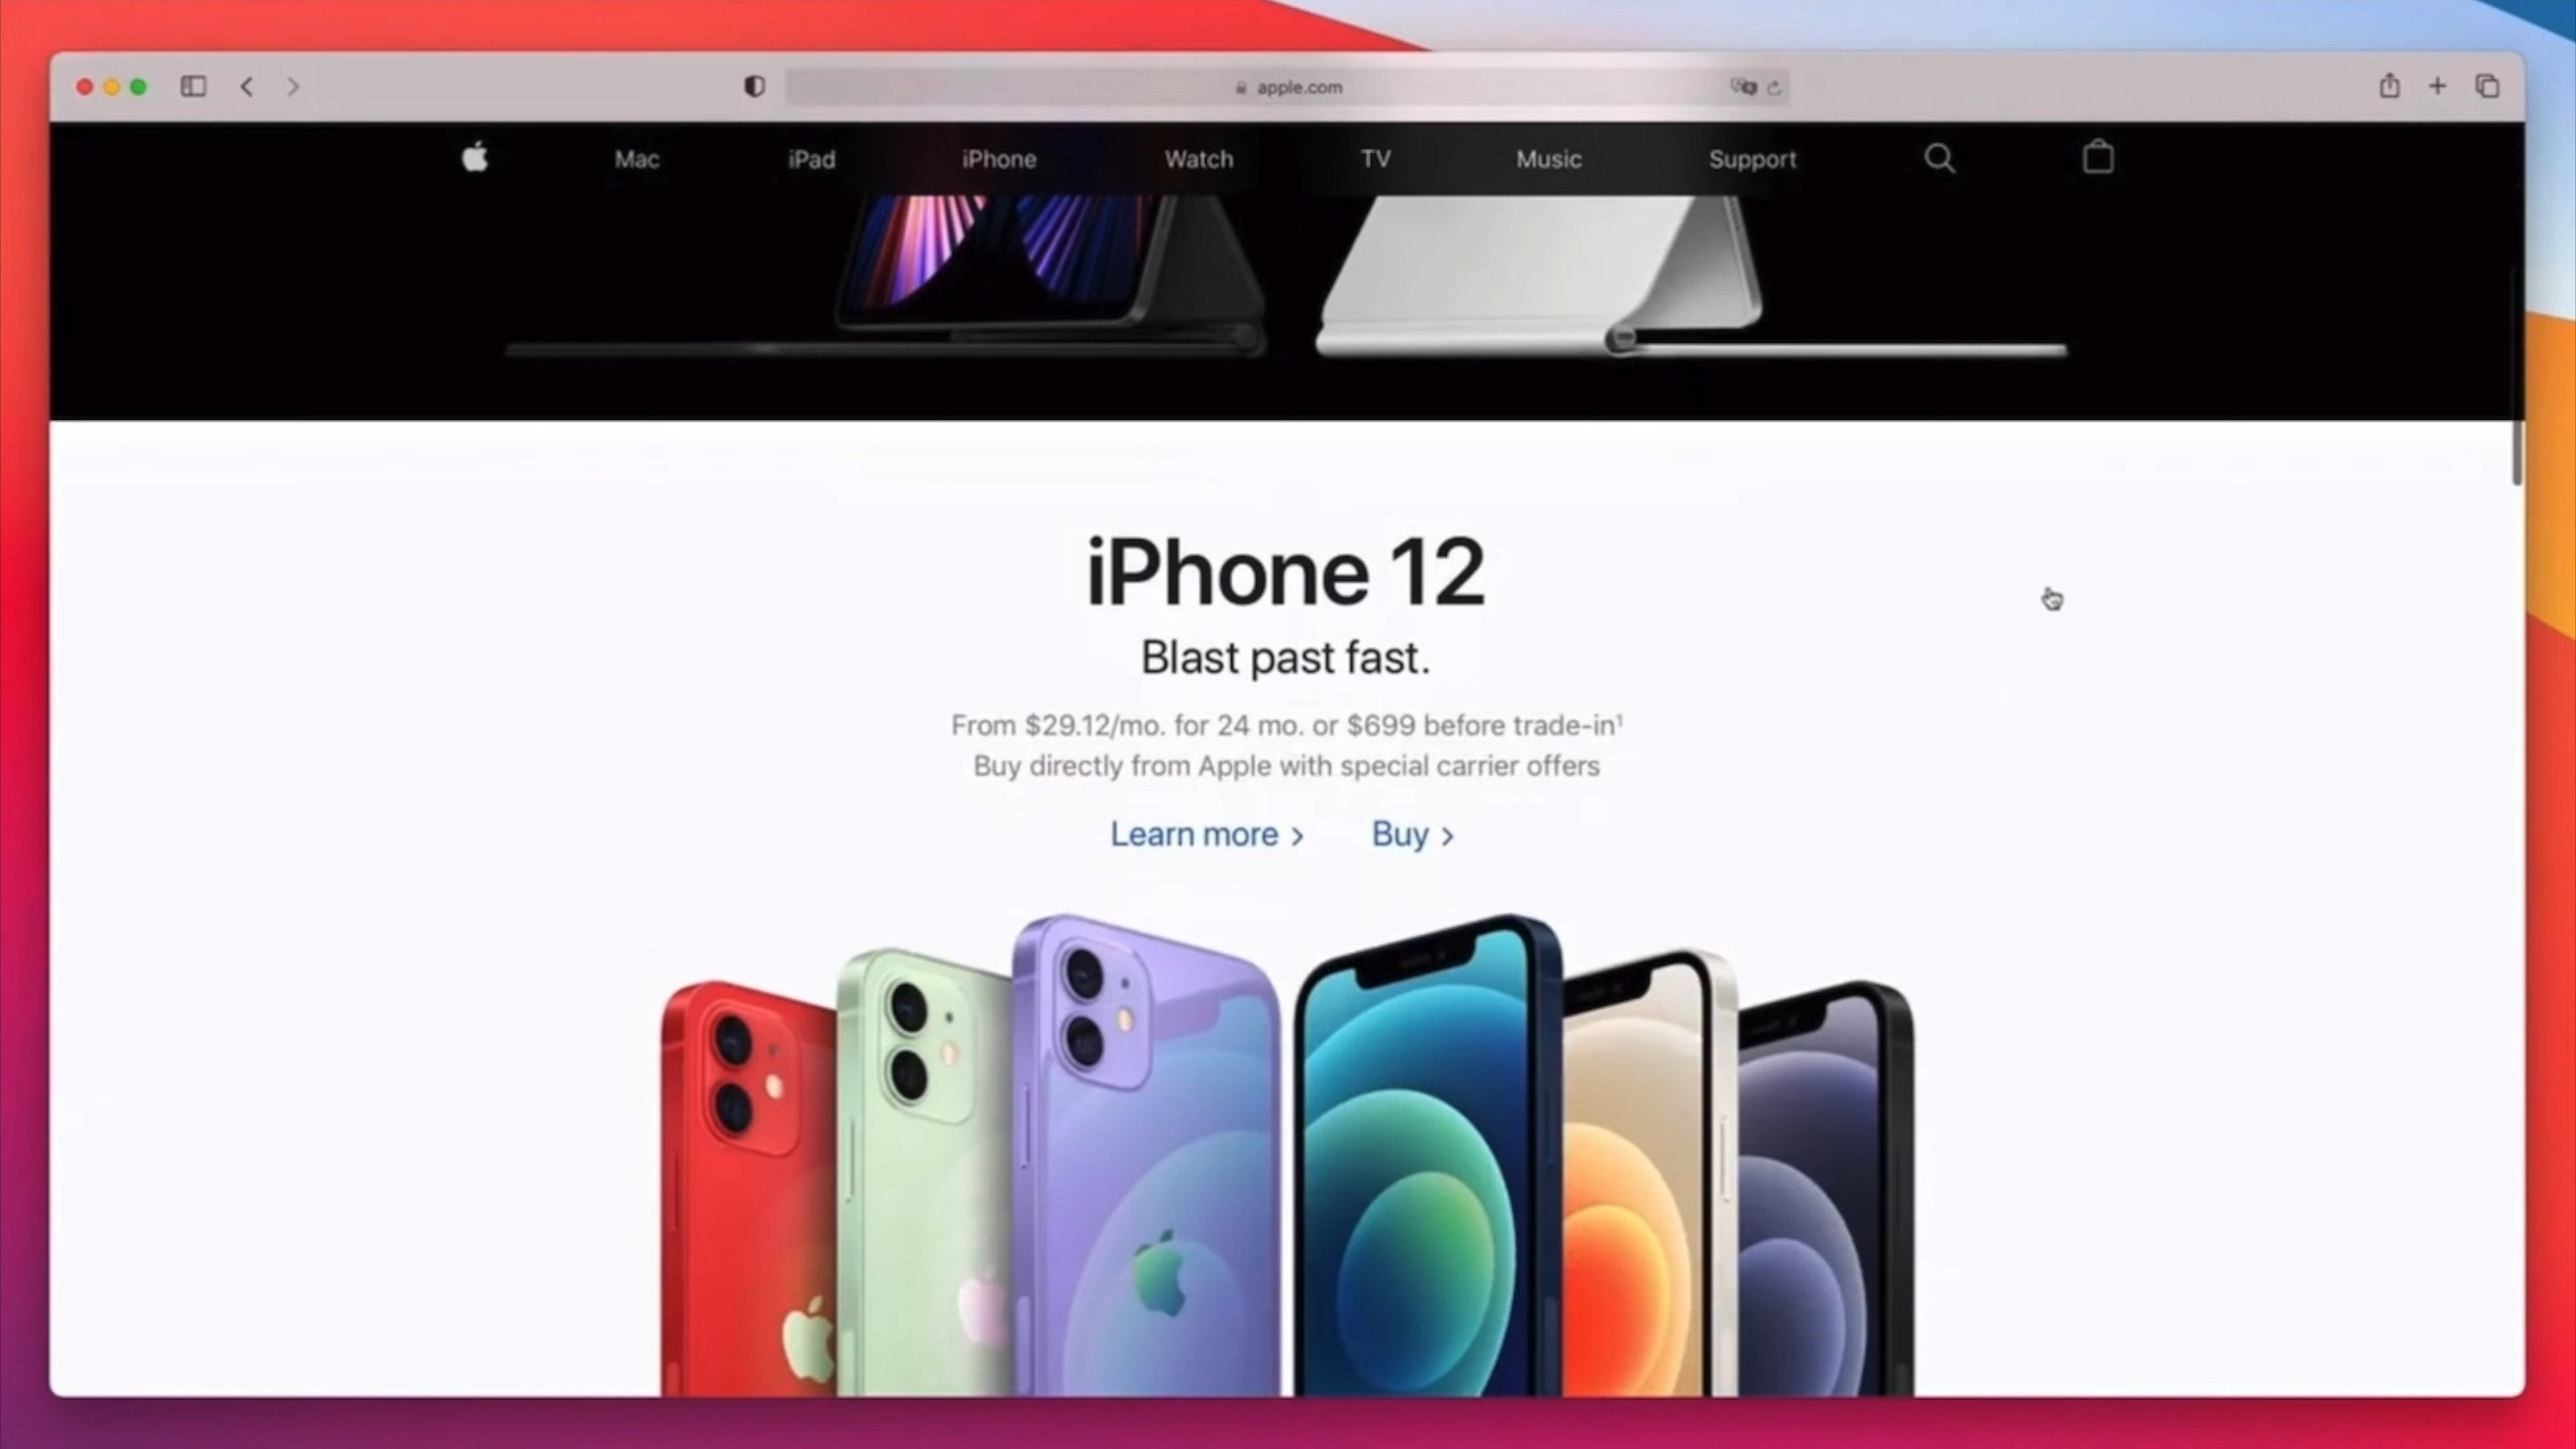 apple.com
Mac iPad iPhone Watch TV Music Support
iPhone 12
Blast past fast.
From $29.12/mo. for 24 mo. or $699 before trade-in¹
Buy directly from Apple with special carrier offers
Learn more > Buy >